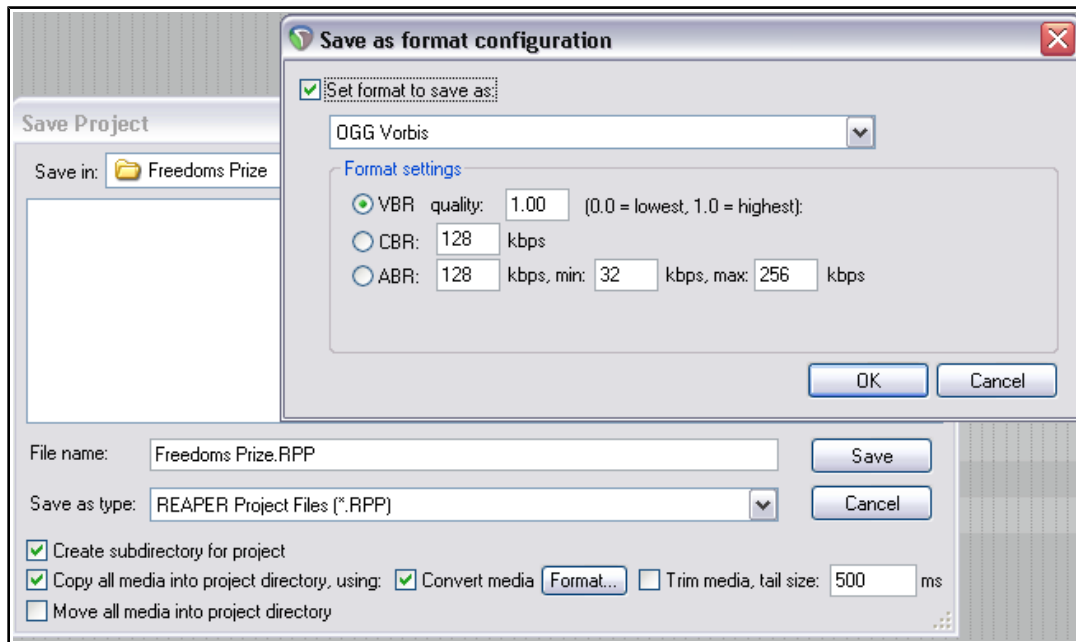 Save as format configuration
Set format to save as:
OGG Vorbis
Format settings
VBR quality: 1.00 (0.0 = lowest, 1.0 = highest):
CBR: 128 kbps
ABR: 128 kbps, min: 32 kbps, max: 256 kbps
OK Cancel
Save Project
Save in: Freedoms Prize
File name: Freedoms Prize.RPP Save
Save as type: REAPER Project Files (*.RPP) Cancel
Create subdirectory for project
Copy all media into project directory, using: Convert media Format... Trim media, tail size: 500 ms
Move all media into project directory